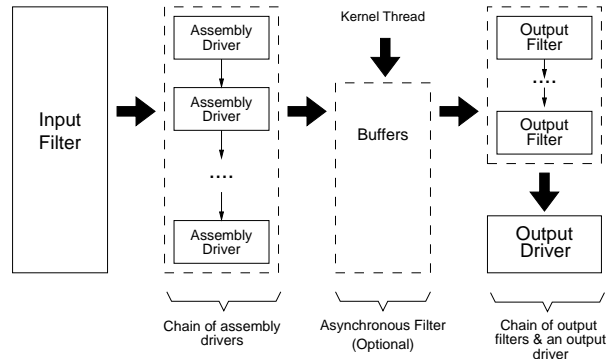 Input
Filter
Assembly
Driver
Assembly
Driver
....
Assembly
Driver
Chain of assembly
drivers
Kernel Thread
Buffers
Asynchronous Filter
(Optional)
Output
Filter
....
Output
Filter
Output
Driver
Chain of output
filters & an output
driver